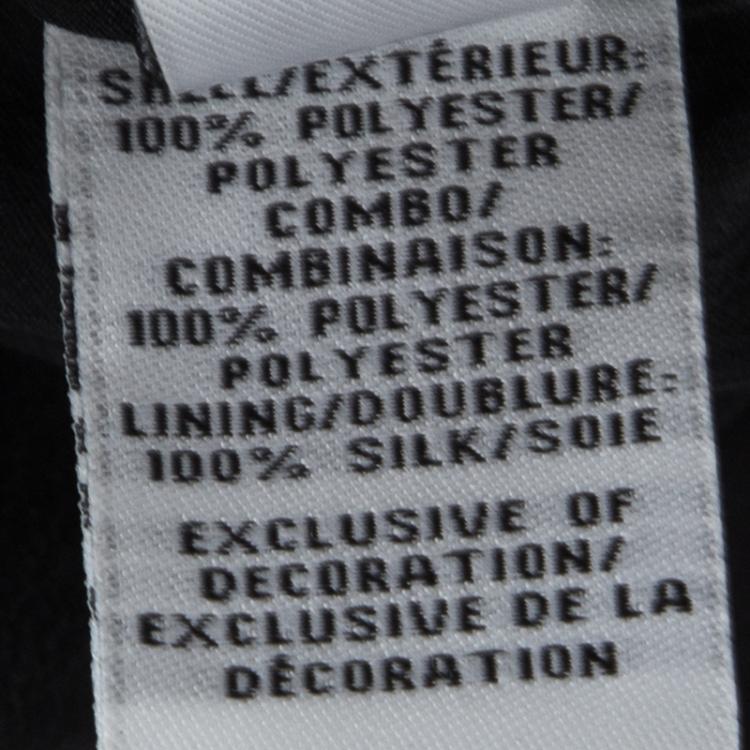 SHELL/EXTÉRIEUR:
100% POLYESTER/
POLYESTER
COMBO/
COMBINAISON:
100% POLYESTER/
POLYESTER
LINING/DOUBLURE:
100% SILK/SOIE
EXCLUSIVE OF
DECORATION/
EXCLUSIVE DE LA
DÉCORATION